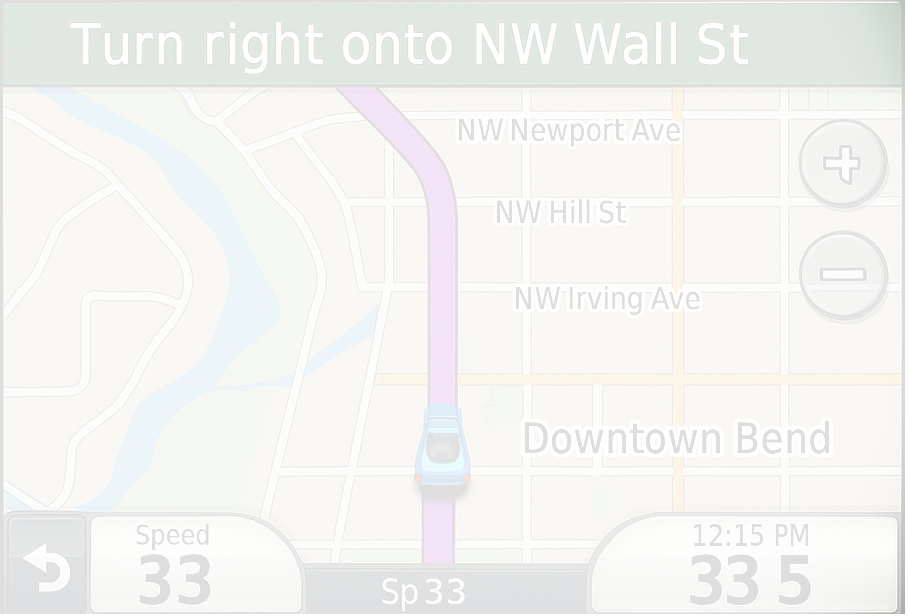 Turn right onto NW Wall St
NW Newport Ave
NW Hill St
NW Irving Ave
Downtown Bend
Speed
33
Sp 33
12:15 PM
33 5